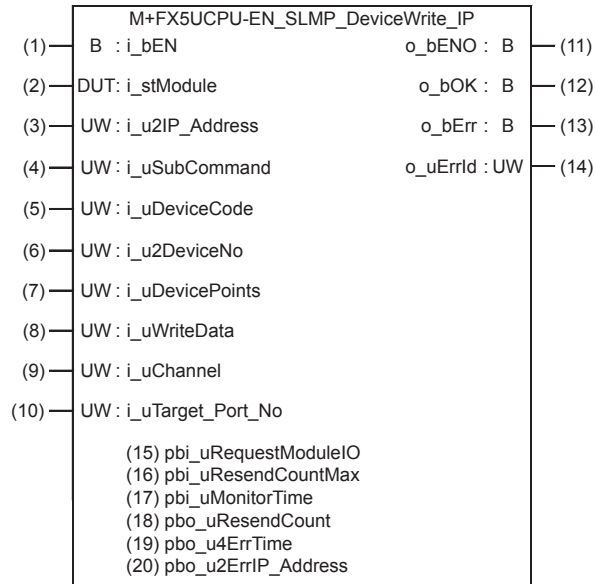 M+FX5UCPU-EN_SLMP_DeviceWrite_IP
(1) B : i_bEN o_bENO : B (11)
(2) DUT: i_stModule o_bOK : B (12)
(3) UW : i_u2IP_Address o_bErr : B (13)
(4) UW : i_uSubCommand o_uErrId : UW (14)
(5) UW : i_uDeviceCode
(6) UW : i_u2DeviceNo
(7) UW : i_uDevicePoints
(8) UW : i_uWriteData
(9) UW : i_uChannel
(10) UW : i_uTarget_Port_No
(15) pbi_uRequestModuleIO
(16) pbi_uResendCountMax
(17) pbi_uMonitorTime
(18) pbo_uResendCount
(19) pbo_u4ErrTime
(20) pbo_u2ErrIP_Address